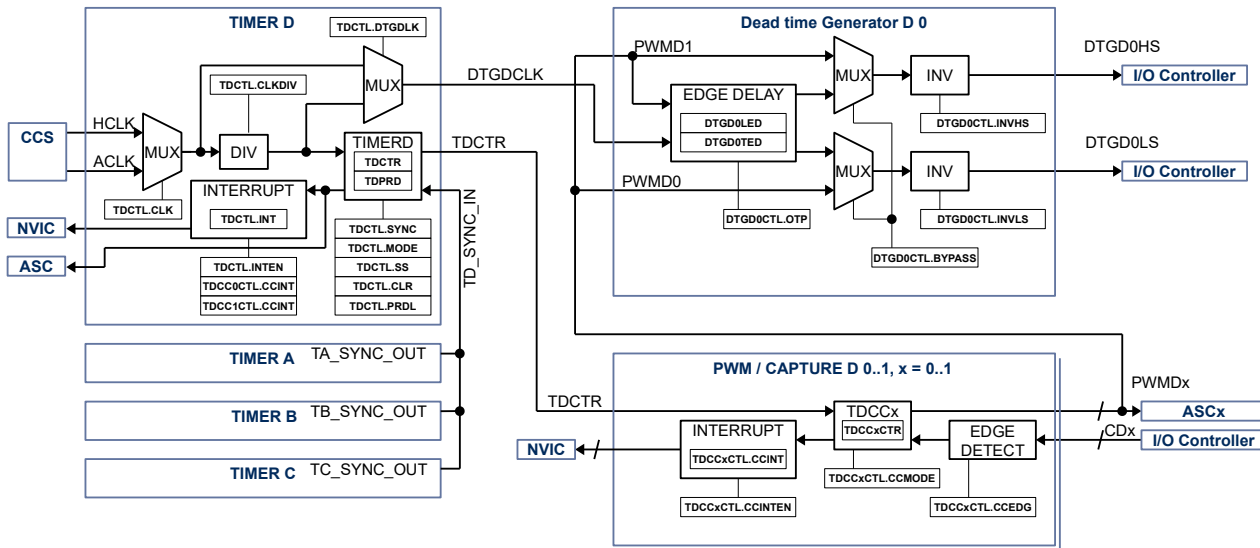 TIMER D
TDCTL.DTGDLK
TDCTL.CLKDIV
MUX
DTGDCLK
CCS
HCLK
ACLK
MUX
DIV
TIMERD
TDCTR
TDPRD
TDCTR
TDCTL.CLK
INTERRUPT
TDCTL.INT
NVIC
ASC
TDCTL.INTEN
TDCC0CTL.CCINT
TDCC1CTL.CCINT
TDCTL.SYNC
TDCTL.MODE
TDCTL.SS
TDCTL.CLR
TDCTL.PRDL
TD_SYNC_IN
TIMER A
TA_SYNC_OUT
TIMER B
TB_SYNC_OUT
TIMER C
TC_SYNC_OUT
Dead time Generator D 0
PWMD1
EDGE DELAY
DTGD0LED
DTGD0TED
PWMD0
DTGD0CTL.OTP
MUX
INV
DTGD0CTL.INVHS
DTGD0HS
I/O Controller
MUX
INV
DTGD0CTL.INVLS
DTGD0LS
I/O Controller
DTGD0CTL.BYPASS
PWM / CAPTURE D 0..1, x = 0..1
TDCTR
TDCCx
TDCCxCTR
PWMDx
ASCx
NVIC
INTERRUPT
TDCCxCTL.CCINT
EDGE
DETECT
CDx
I/O Controller
TDCCxCTL.CCMODE
TDCCxCTL.CCINTEN
TDCCxCTL.CCEDG